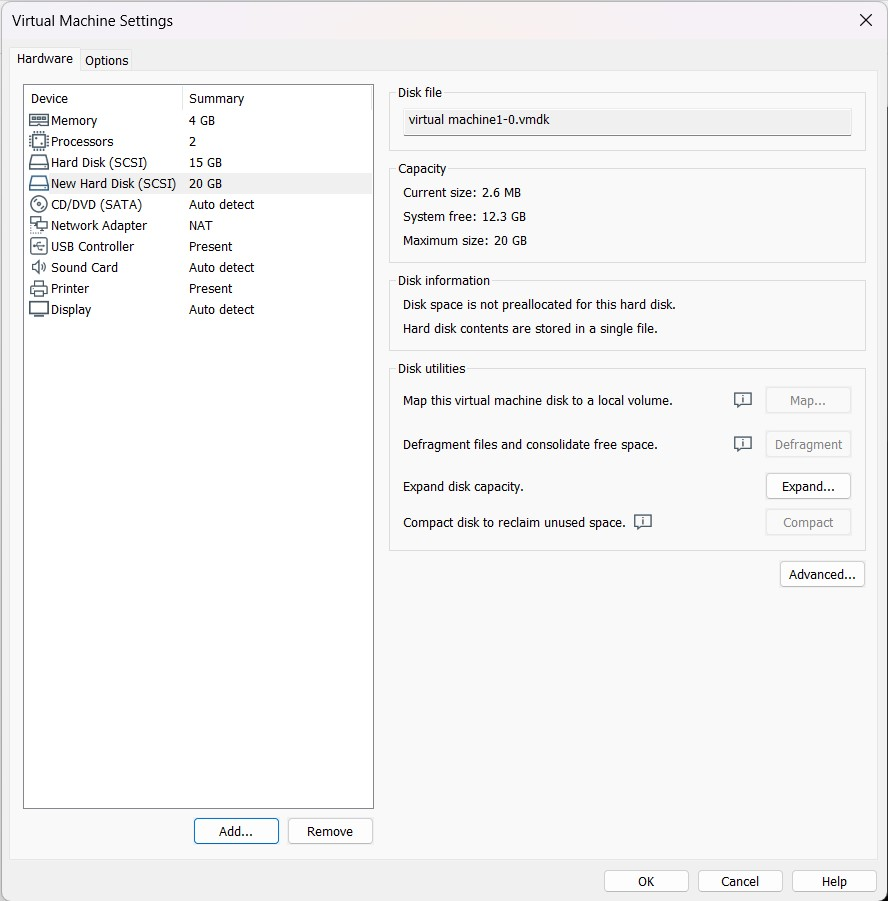 Virtual Machine Settings
Hardware Options
Device Summary
Memory 4 GB
Processors 2
Hard Disk (SCSI) 15 GB
New Hard Disk (SCSI) 20 GB
CD/DVD (SATA) Auto detect
Network Adapter NAT
USB Controller Present
Sound Card Auto detect
Printer Present
Display Auto detect
Add... Remove
Disk file
virtual machine1-0.vmdk
Capacity
Current size: 2.6 MB
System free: 12.3 GB
Maximum size: 20 GB
Disk information
Disk space is not preallocated for this hard disk.
Hard disk contents are stored in a single file.
Disk utilities
Map this virtual machine disk to a local volume. Map...
Defragment files and consolidate free space. Defragment
Expand disk capacity. Expand...
Compact disk to reclaim unused space. Compact
Advanced...
OK Cancel Help